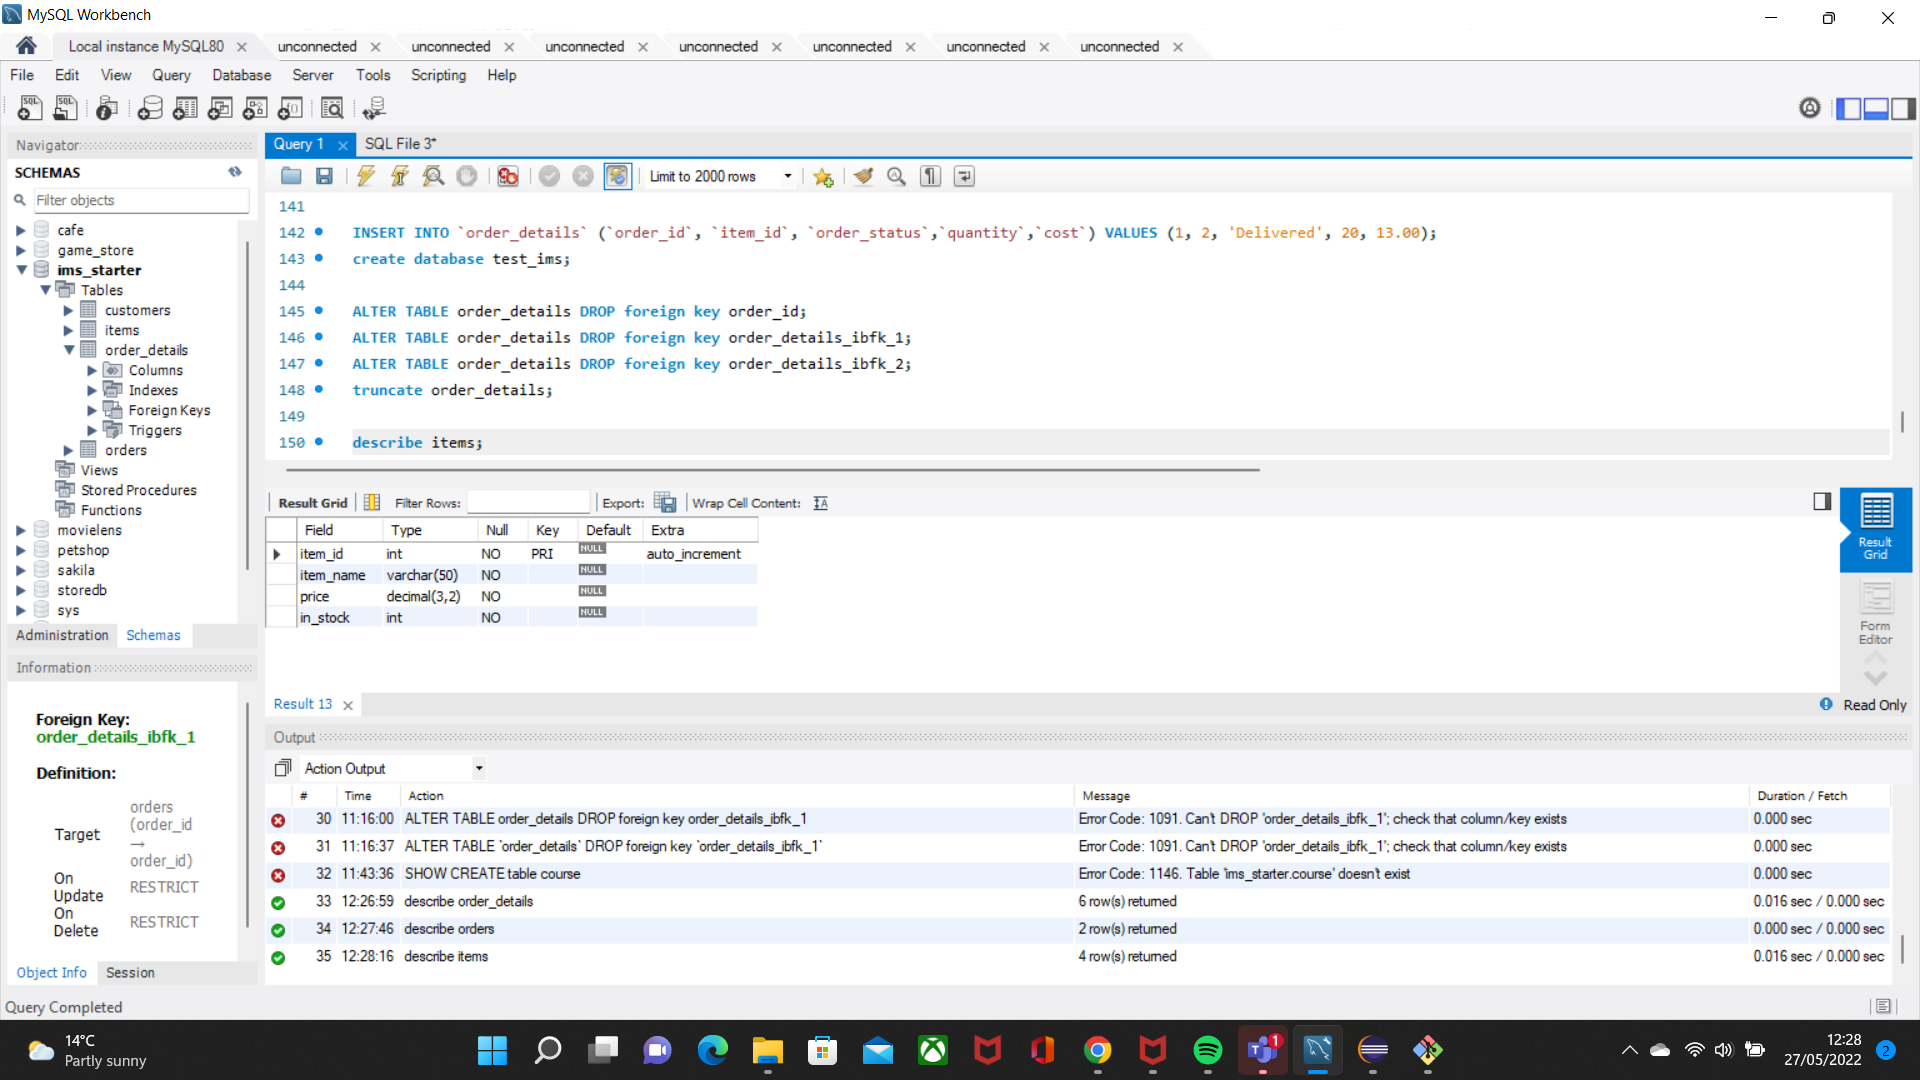 MySQL Workbench
Local instance MySQL80 unconnected unconnected unconnected unconnected unconnected unconnected unconnected
File Edit View Query Database Server Tools Scripting Help
Navigator
Query 1 SQL File 3*
SCHEMAS
Filter objects
Limit to 2000 rows
cafe
game_store
ims_starter
Tables
customers
items
order_details
Columns
Indexes
Foreign Keys
Triggers
orders
Views
Stored Procedures
Functions
movielens
petshop
sakila
storedb
sys
Administration Schemas
141
142 INSERT INTO `order_details` (`order_id`, `item_id`, `order_status`,`quantity`,`cost`) VALUES (1, 2, 'Delivered', 20, 13.00);
143 create database test_ims;
144
145 ALTER TABLE order_details DROP foreign key order_id;
146 ALTER TABLE order_details DROP foreign key order_details_ibfk_1;
147 ALTER TABLE order_details DROP foreign key order_details_ibfk_2;
148 truncate order_details;
149
150 describe items;
Result Grid Filter Rows: Export: Wrap Cell Content:
Field Type Null Key Default Extra
item_id int NO PRI NULL auto_increment
item_name varchar(50) NO NULL
price decimal(3,2) NO NULL
in_stock int NO NULL
Result Grid
Form Editor
Result 13
Read Only
Information
Foreign Key:
order_details_ibfk_1
Definition:
Target orders (order_id → order_id)
On Update RESTRICT
On Delete RESTRICT
Object Info Session
Output
Action Output
# Time Action Message Duration / Fetch
30 11:16:00 ALTER TABLE order_details DROP foreign key order_details_ibfk_1 Error Code: 1091. Can't DROP 'order_details_ibfk_1'; check that column/key exists 0.000 sec
31 11:16:37 ALTER TABLE `order_details` DROP foreign key `order_details_ibfk_1` Error Code: 1091. Can't DROP 'order_details_ibfk_1'; check that column/key exists 0.000 sec
32 11:43:36 SHOW CREATE table course Error Code: 1146. Table 'ims_starter.course' doesn't exist 0.000 sec
33 12:26:59 describe order_details 6 row(s) returned 0.016 sec / 0.000 sec
34 12:27:46 describe orders 2 row(s) returned 0.000 sec / 0.000 sec
35 12:28:16 describe items 4 row(s) returned 0.016 sec / 0.000 sec
Query Completed
14°C
Partly sunny
1
12:28
27/05/2022
2